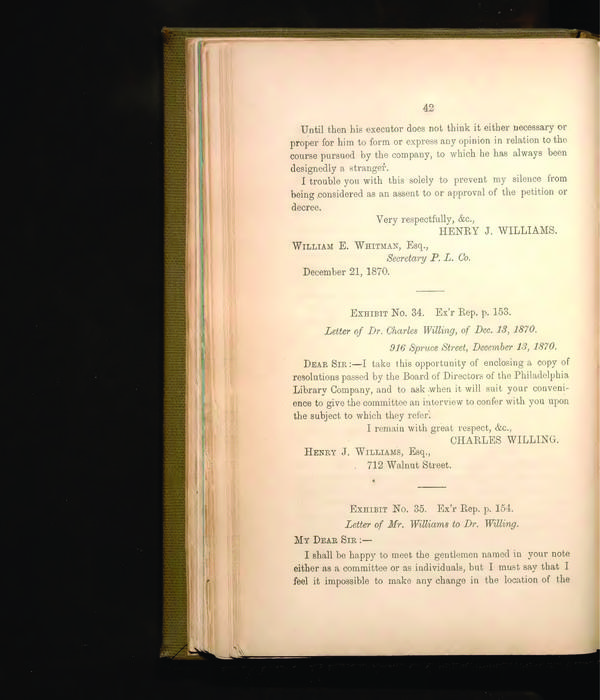 42
Until then his executor does not think it either necessary or
proper for him to form or express any opinion in relation to the
course pursued by the company, to which he has always been
designedly a stranger.
I trouble you with this solely to prevent my silence from
being considered as an assent to or approval of the petition or
decree.
Very respectfully, &c.,
HENRY J. WILLIAMS.
WILLIAM E. WHITMAN, Esq.,
Secretary P. L. Co.
December 21, 1870.
EXHIBIT No. 34. Ex'r Rep. p. 153.
Letter of Dr. Charles Willing, of Dec. 13, 1870.
916 Spruce Street, December 13, 1870.
DEAR SIR:—I take this opportunity of enclosing a copy of
resolutions passed by the Board of Directors of the Philadelphia
Library Company, and to ask when it will suit your conveni-
ence to give the committee an interview to confer with you upon
the subject to which they refer.
I remain with great respect, &c.,
CHARLES WILLING.
HENRY J. WILLIAMS, Esq.,
712 Walnut Street.
EXHIBIT No. 35. Ex'r Rep. p. 154.
Letter of Mr. Williams to Dr. Willing.
MY DEAR SIR:—
I shall be happy to meet the gentlemen named in your note
either as a committee or as individuals, but I must say that I
feel it impossible to make any change in the location of the